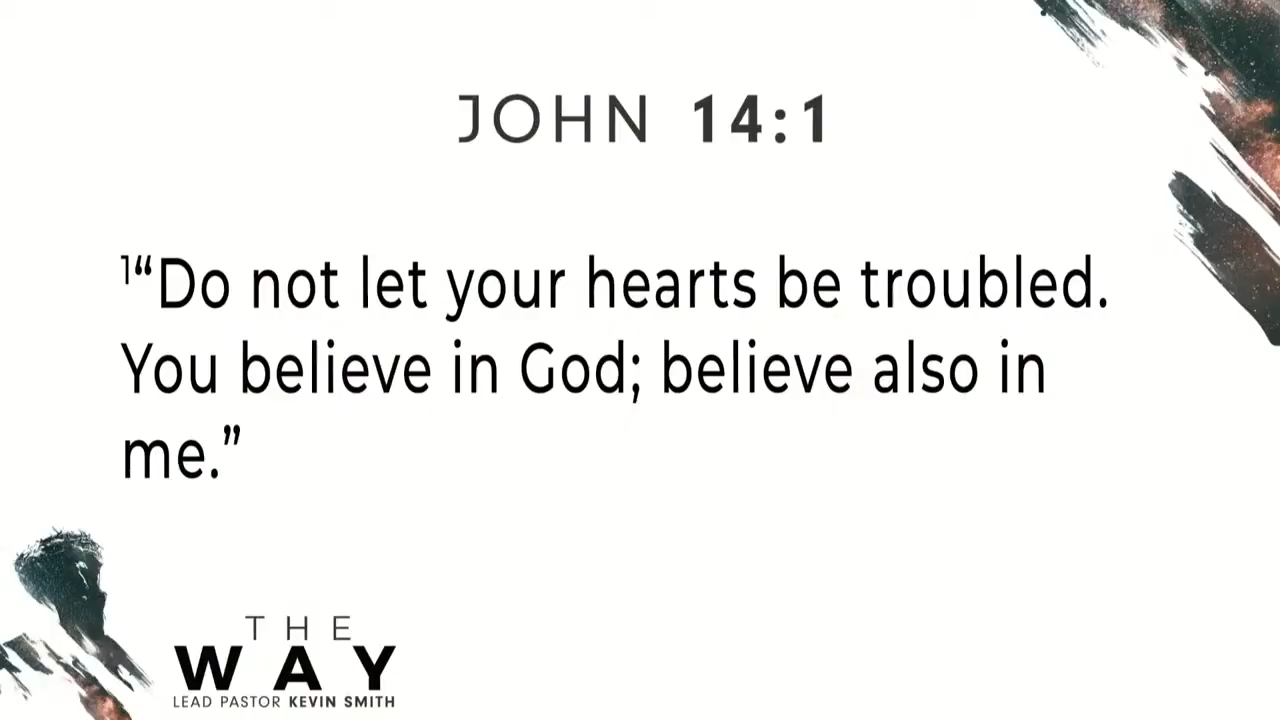 JOHN 14:1
¹“Do not let your hearts be troubled.
You believe in God; believe also in
me.”
THE
WAY
LEAD PASTOR KEVIN SMITH